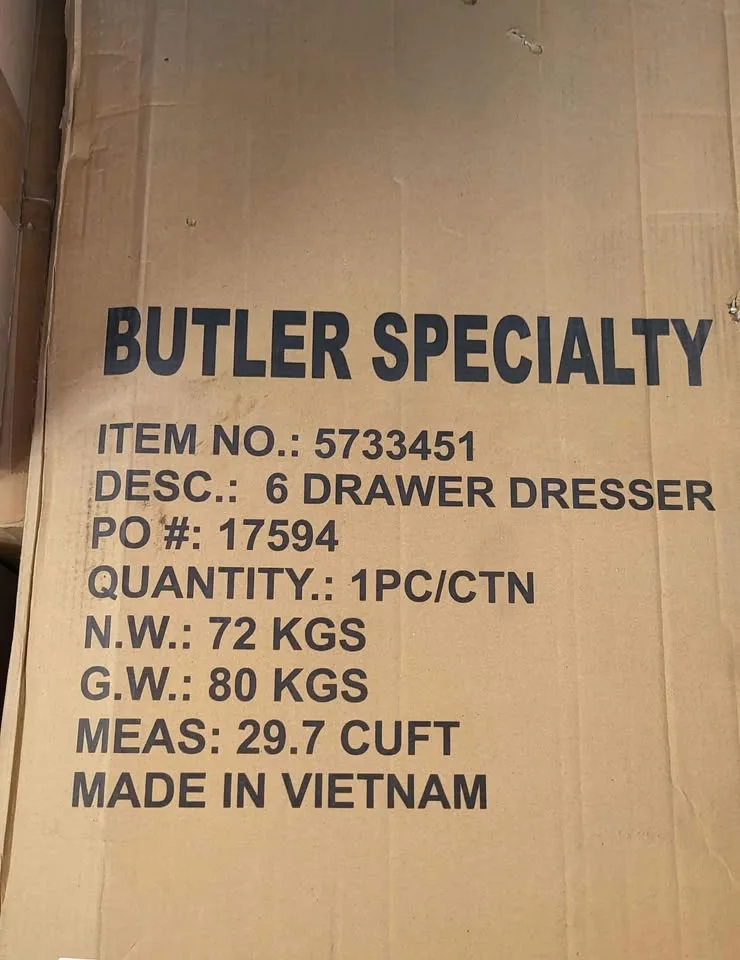 BUTLER SPECIALTY
ITEM NO.: 5733451
DESC.: 6 DRAWER DRESSER
PO #: 17594
QUANTITY.: 1PC/CTN
N.W.: 72 KGS
G.W.: 80 KGS
MEAS: 29.7 CUFT
MADE IN VIETNAM